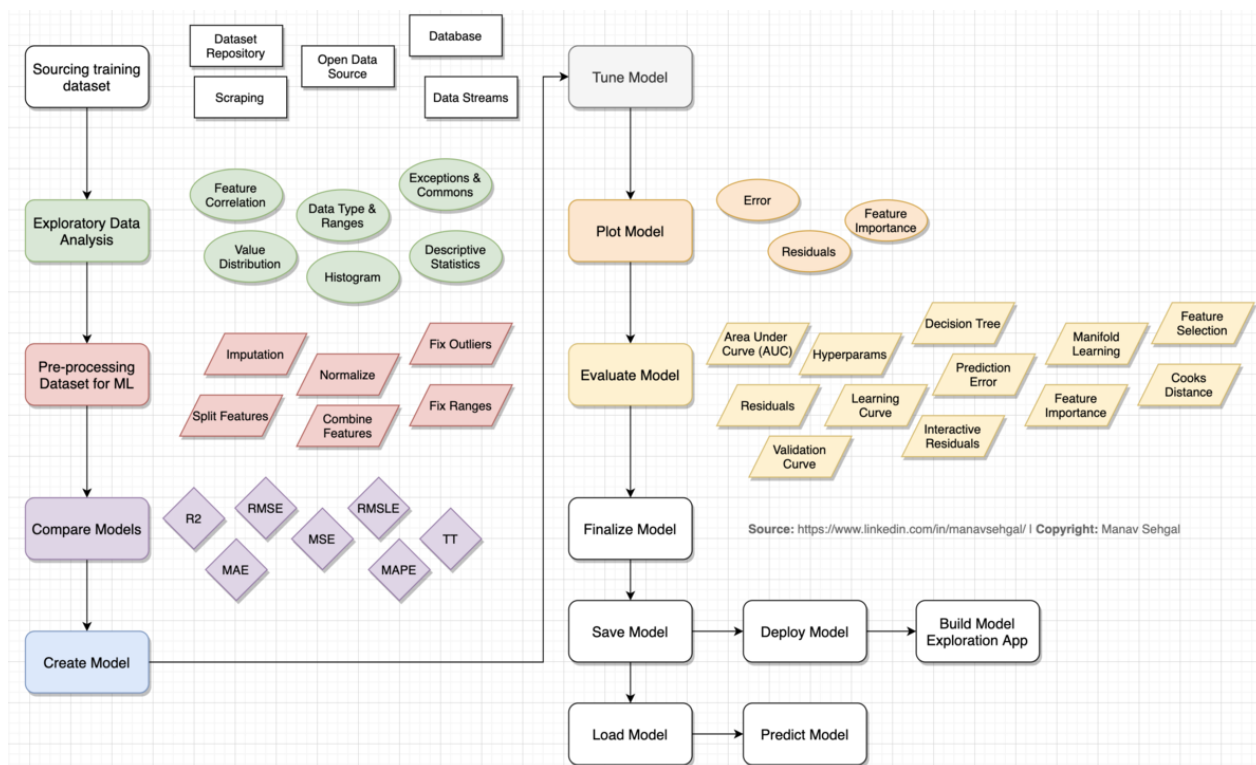 Sourcing training
dataset
Dataset
Repository
Open Data
Source
Database
Scraping
Data Streams
Exploratory Data
Analysis
Feature
Correlation
Data Type &
Ranges
Exceptions &
Commons
Value
Distribution
Histogram
Descriptive
Statistics
Pre-processing
Dataset for ML
Imputation
Normalize
Fix Outliers
Split Features
Combine
Features
Fix Ranges
Compare Models
R2
RMSE
RMSLE
MSE
TT
MAE
MAPE
Create Model
Tune Model
Plot Model
Error
Feature
Importance
Residuals
Evaluate Model
Area Under
Curve (AUC)
Hyperparams
Decision Tree
Manifold
Learning
Feature
Selection
Residuals
Learning
Curve
Prediction
Error
Feature
Importance
Cooks
Distance
Validation
Curve
Interactive
Residuals
Finalize Model
Source: https://www.linkedin.com/in/manavsehgal/ | Copyright: Manav Sehgal
Save Model
Deploy Model
Build Model
Exploration App
Load Model
Predict Model